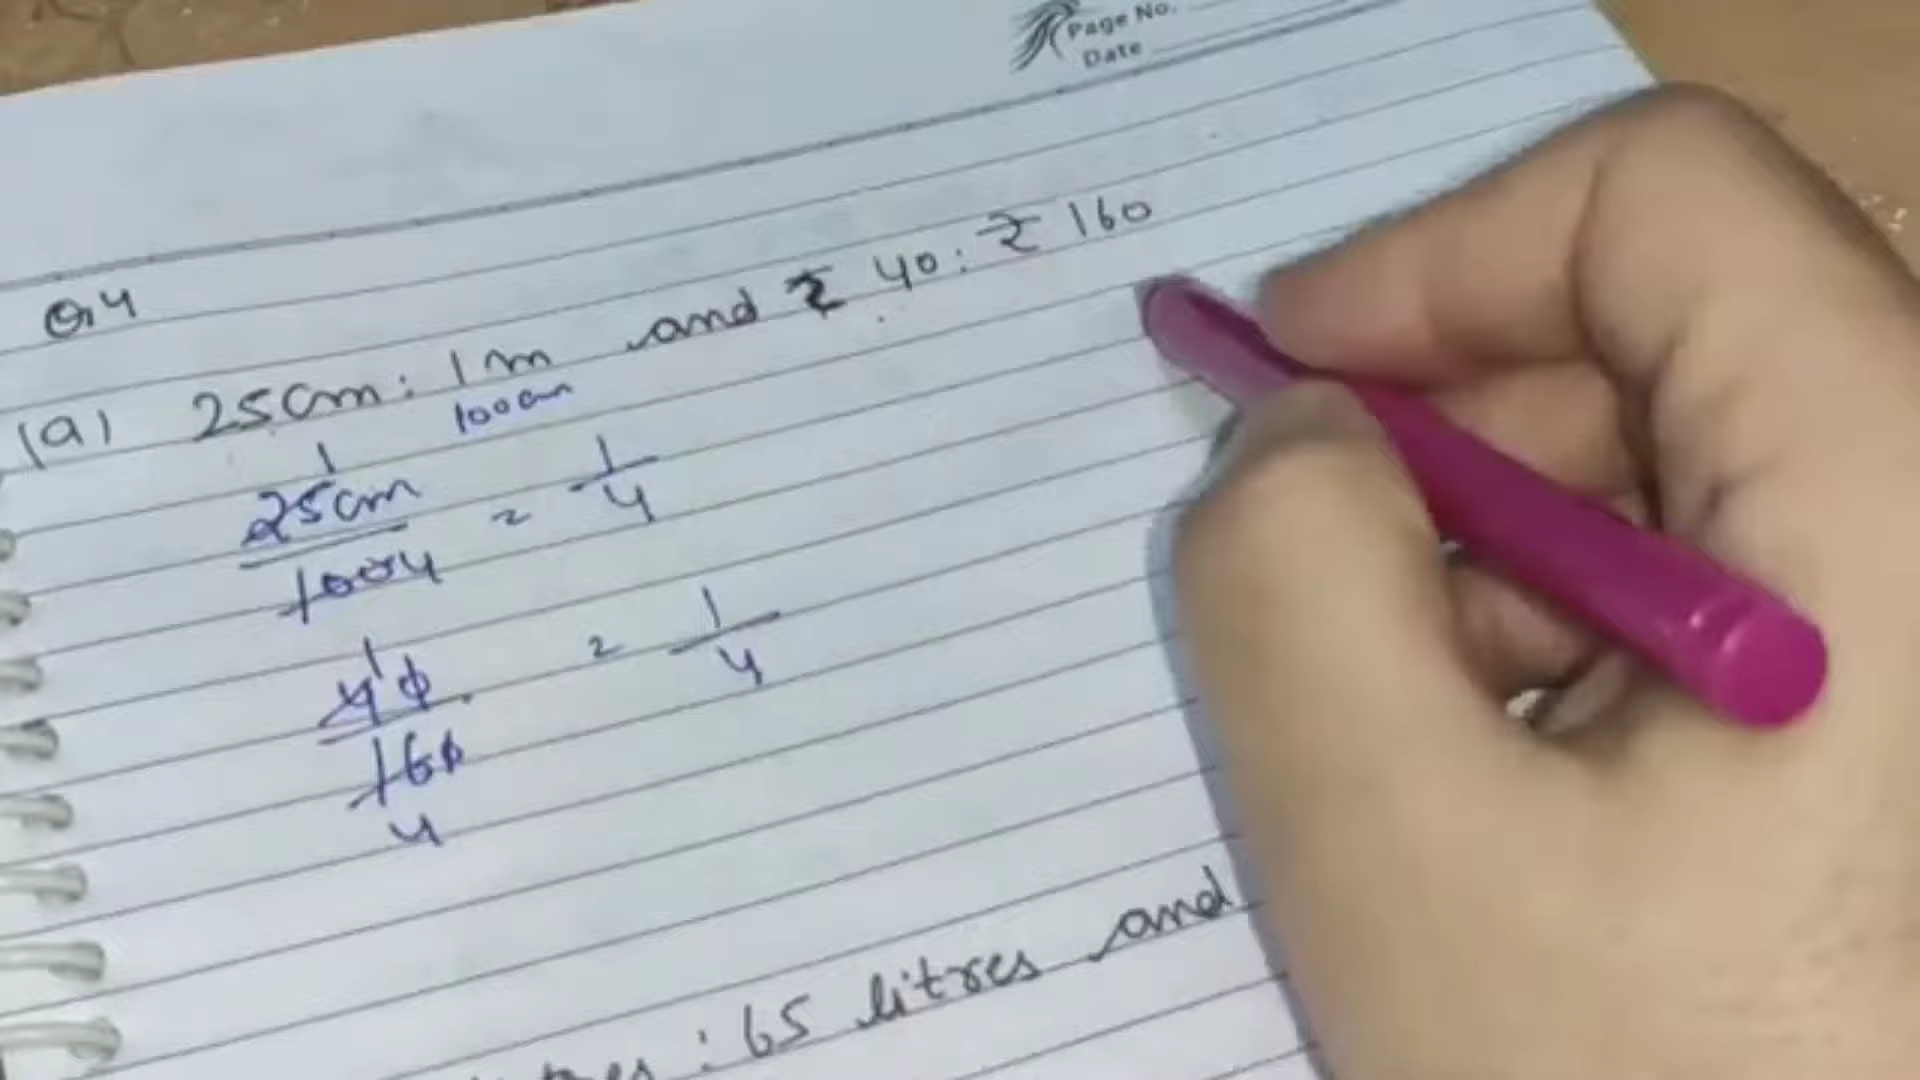 Page No.
Date
Q.4
(a) 25cm : 1m and ₹ 40 : ₹ 160
100cm
1
25cm
100 4
= 1/4
1
40
160
4
= 1/4
: 65 litres and